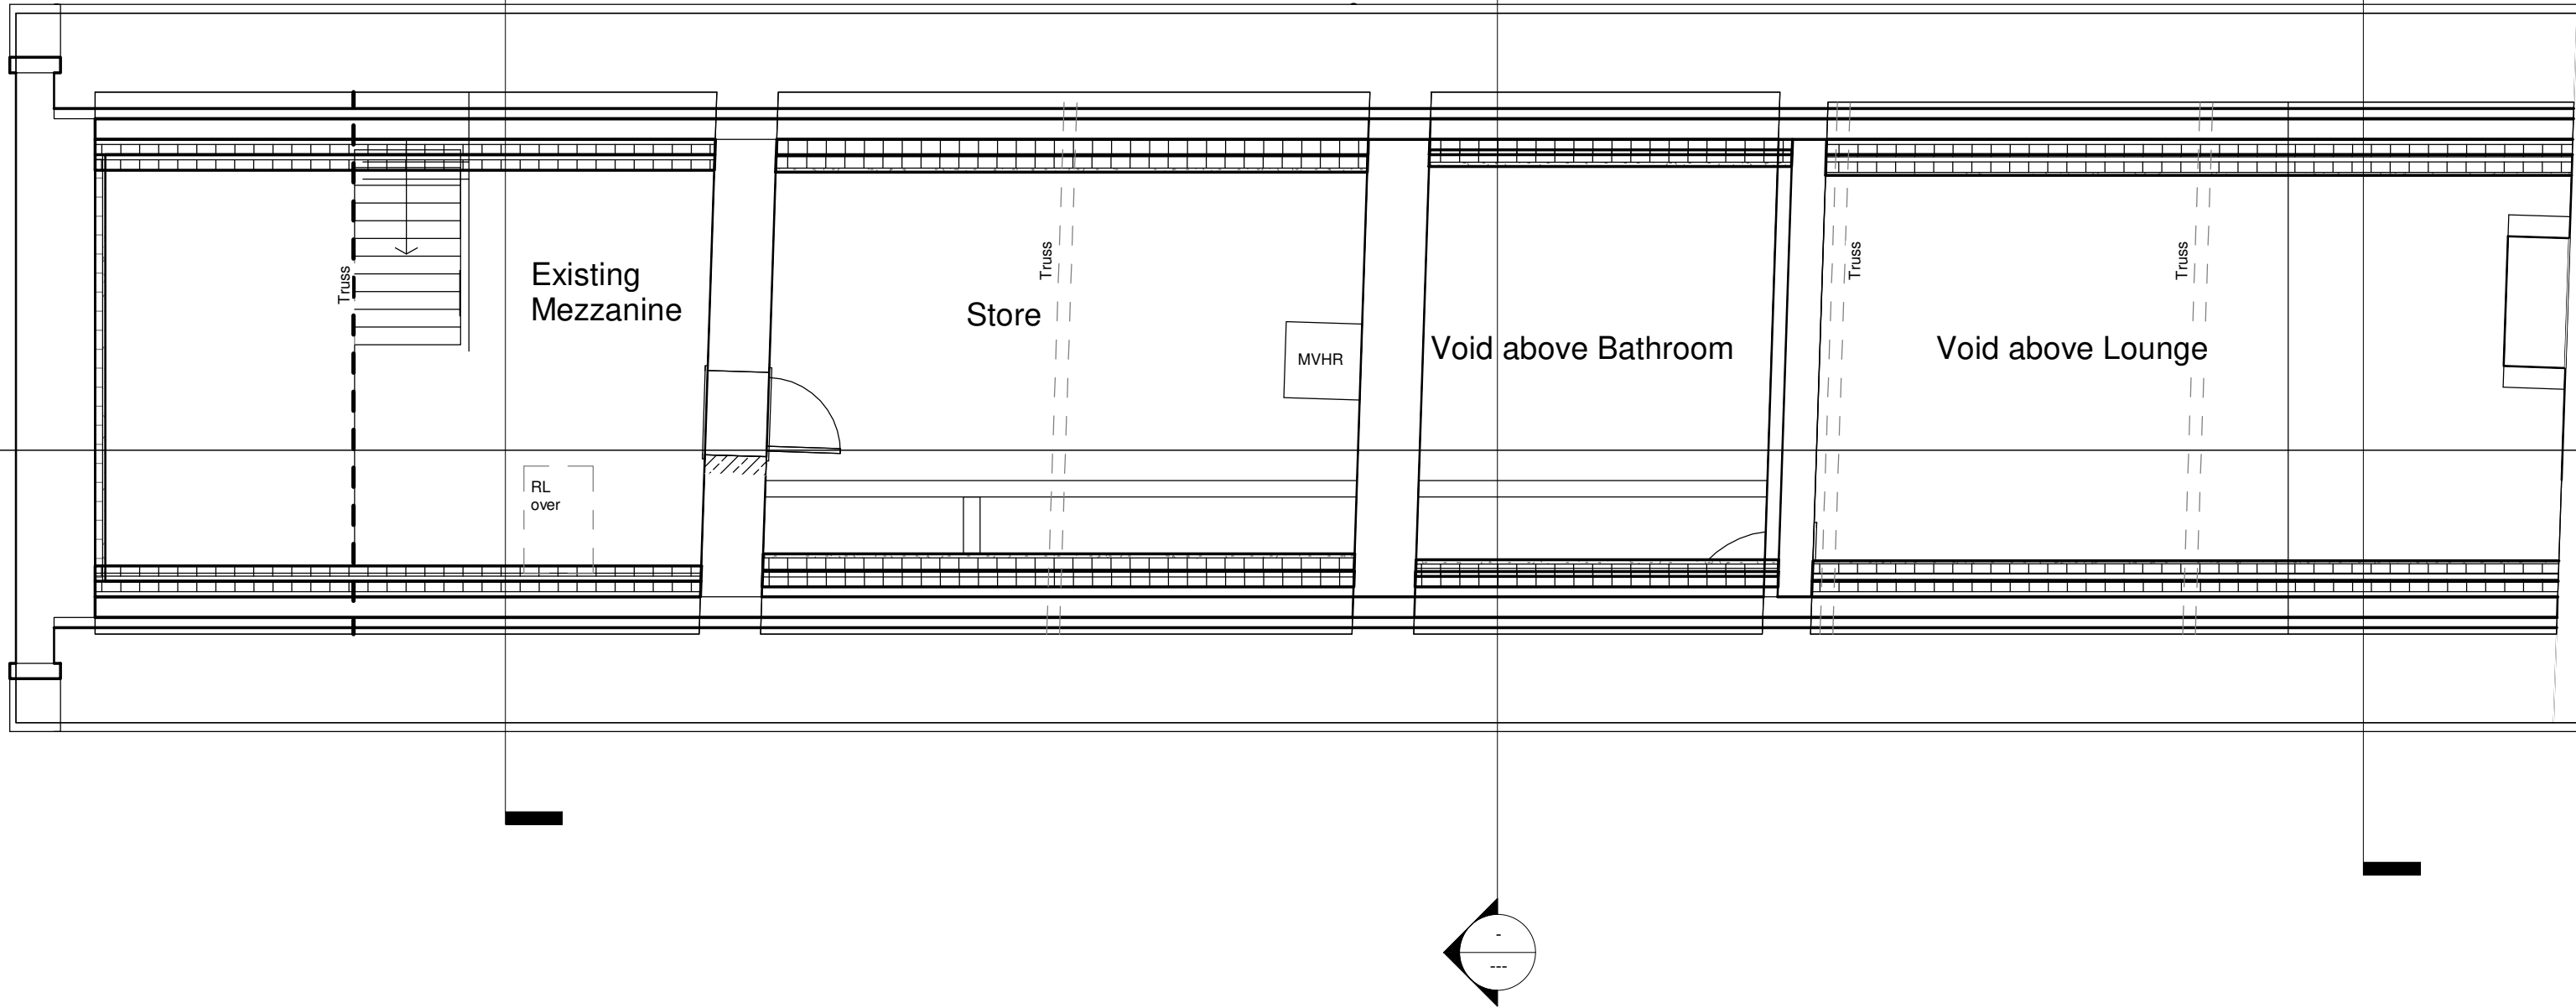 Truss
Existing
Mezzanine
RL
over
Store
Truss
MVHR
Void above Bathroom
Truss
Void above Lounge
Truss
-
---